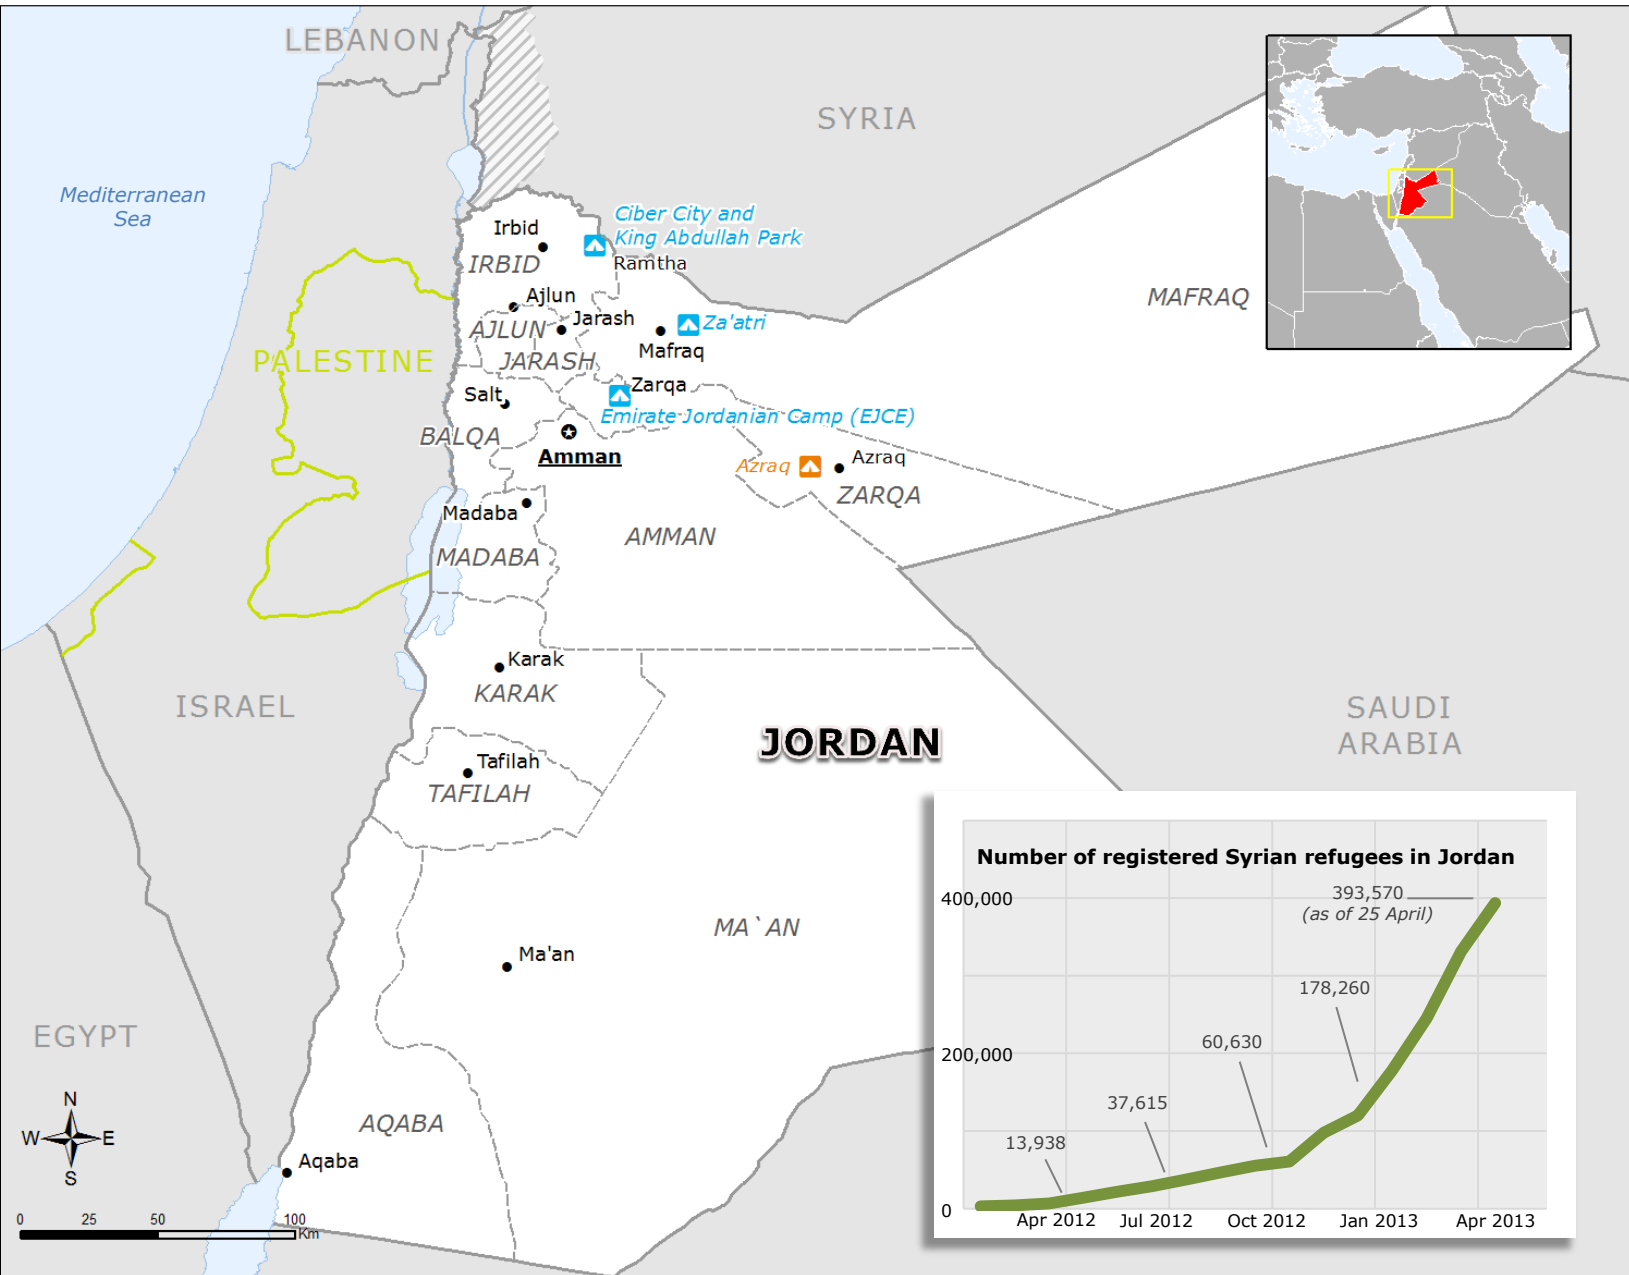 LEBANON
SYRIA
Mediterranean
Sea
Ciber City and
King Abdullah Park
Irbid
IRBID
Ramtha
MAFRAQ
Ajlun
Jarash
AJLUN
Za'atri
Mafraq
JARASH
PALESTINE
Salt
Zarqa
Emirate Jordanian Camp (EJCE)
BALQA
Amman
Azraq
Azraq
ZARQA
Madaba
AMMAN
MADABA
Karak
KARAK
ISRAEL
SAUDI
ARABIA
JORDAN
Tafilah
TAFILAH
MA`AN
Ma'an
EGYPT
AQABA
Aqaba
N
W
E
S
0
25
50
100
Km
Number of registered Syrian refugees in Jordan
400,000
393,570
(as of 25 April)
178,260
200,000
60,630
37,615
13,938
0
Apr 2012
Jul 2012
Oct 2012
Jan 2013
Apr 2013